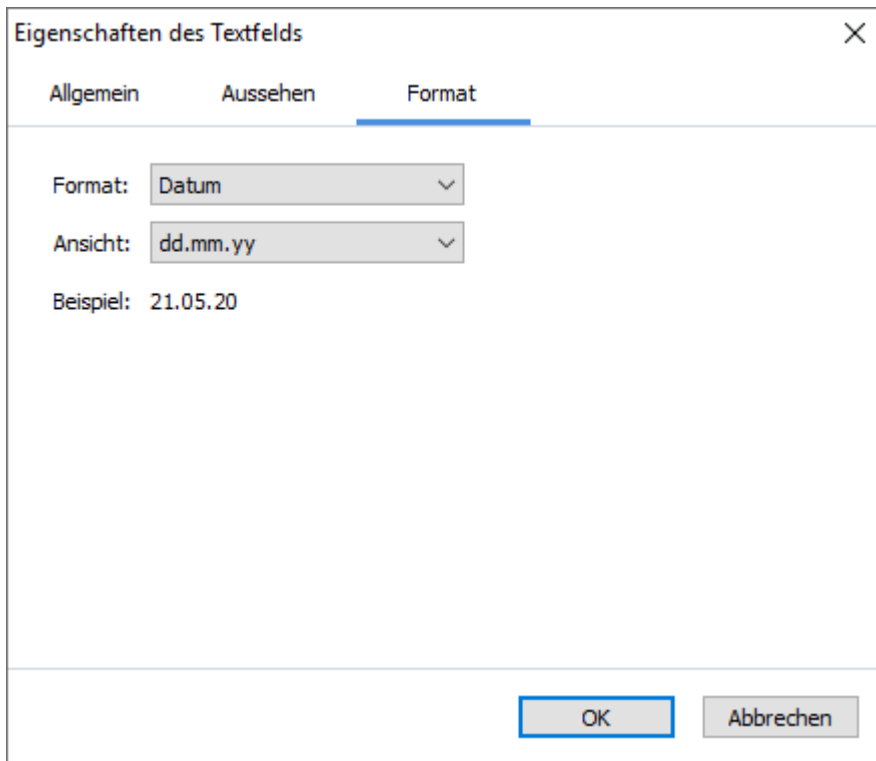 Eigenschaften des Textfelds
Allgemein Aussehen Format
Format: Datum
Ansicht: dd.mm.yy
Beispiel: 21.05.20
OK Abbrechen